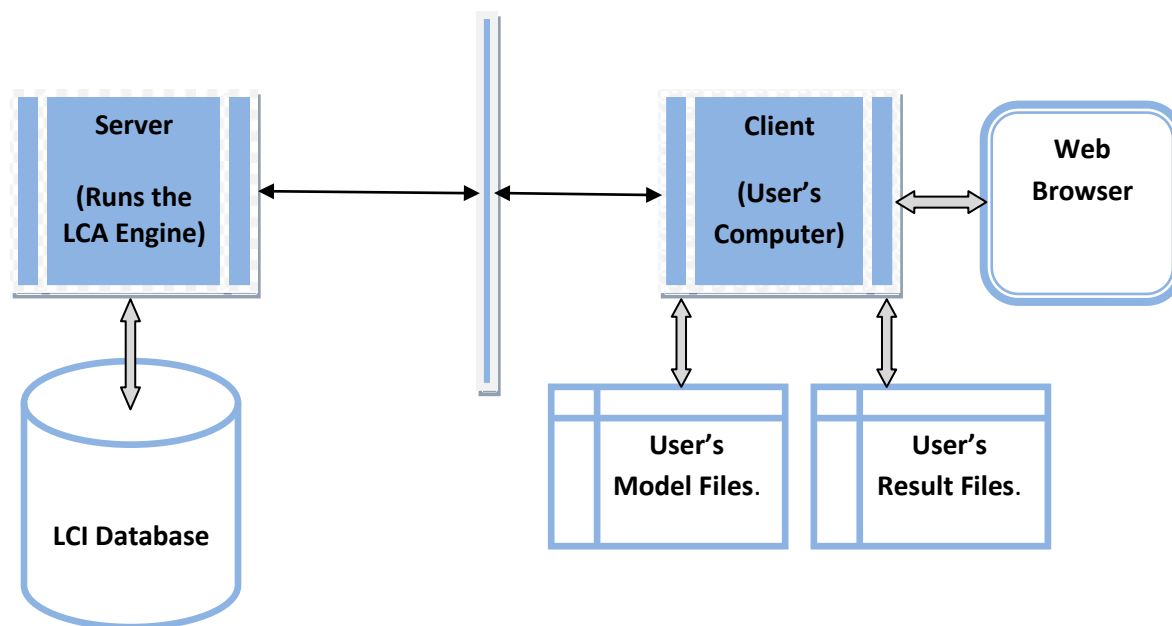 Server
(Runs the
LCA Engine)
Client
(User’s
Computer)
Web
Browser
LCI Database
User’s
Model Files.
User’s
Result Files.